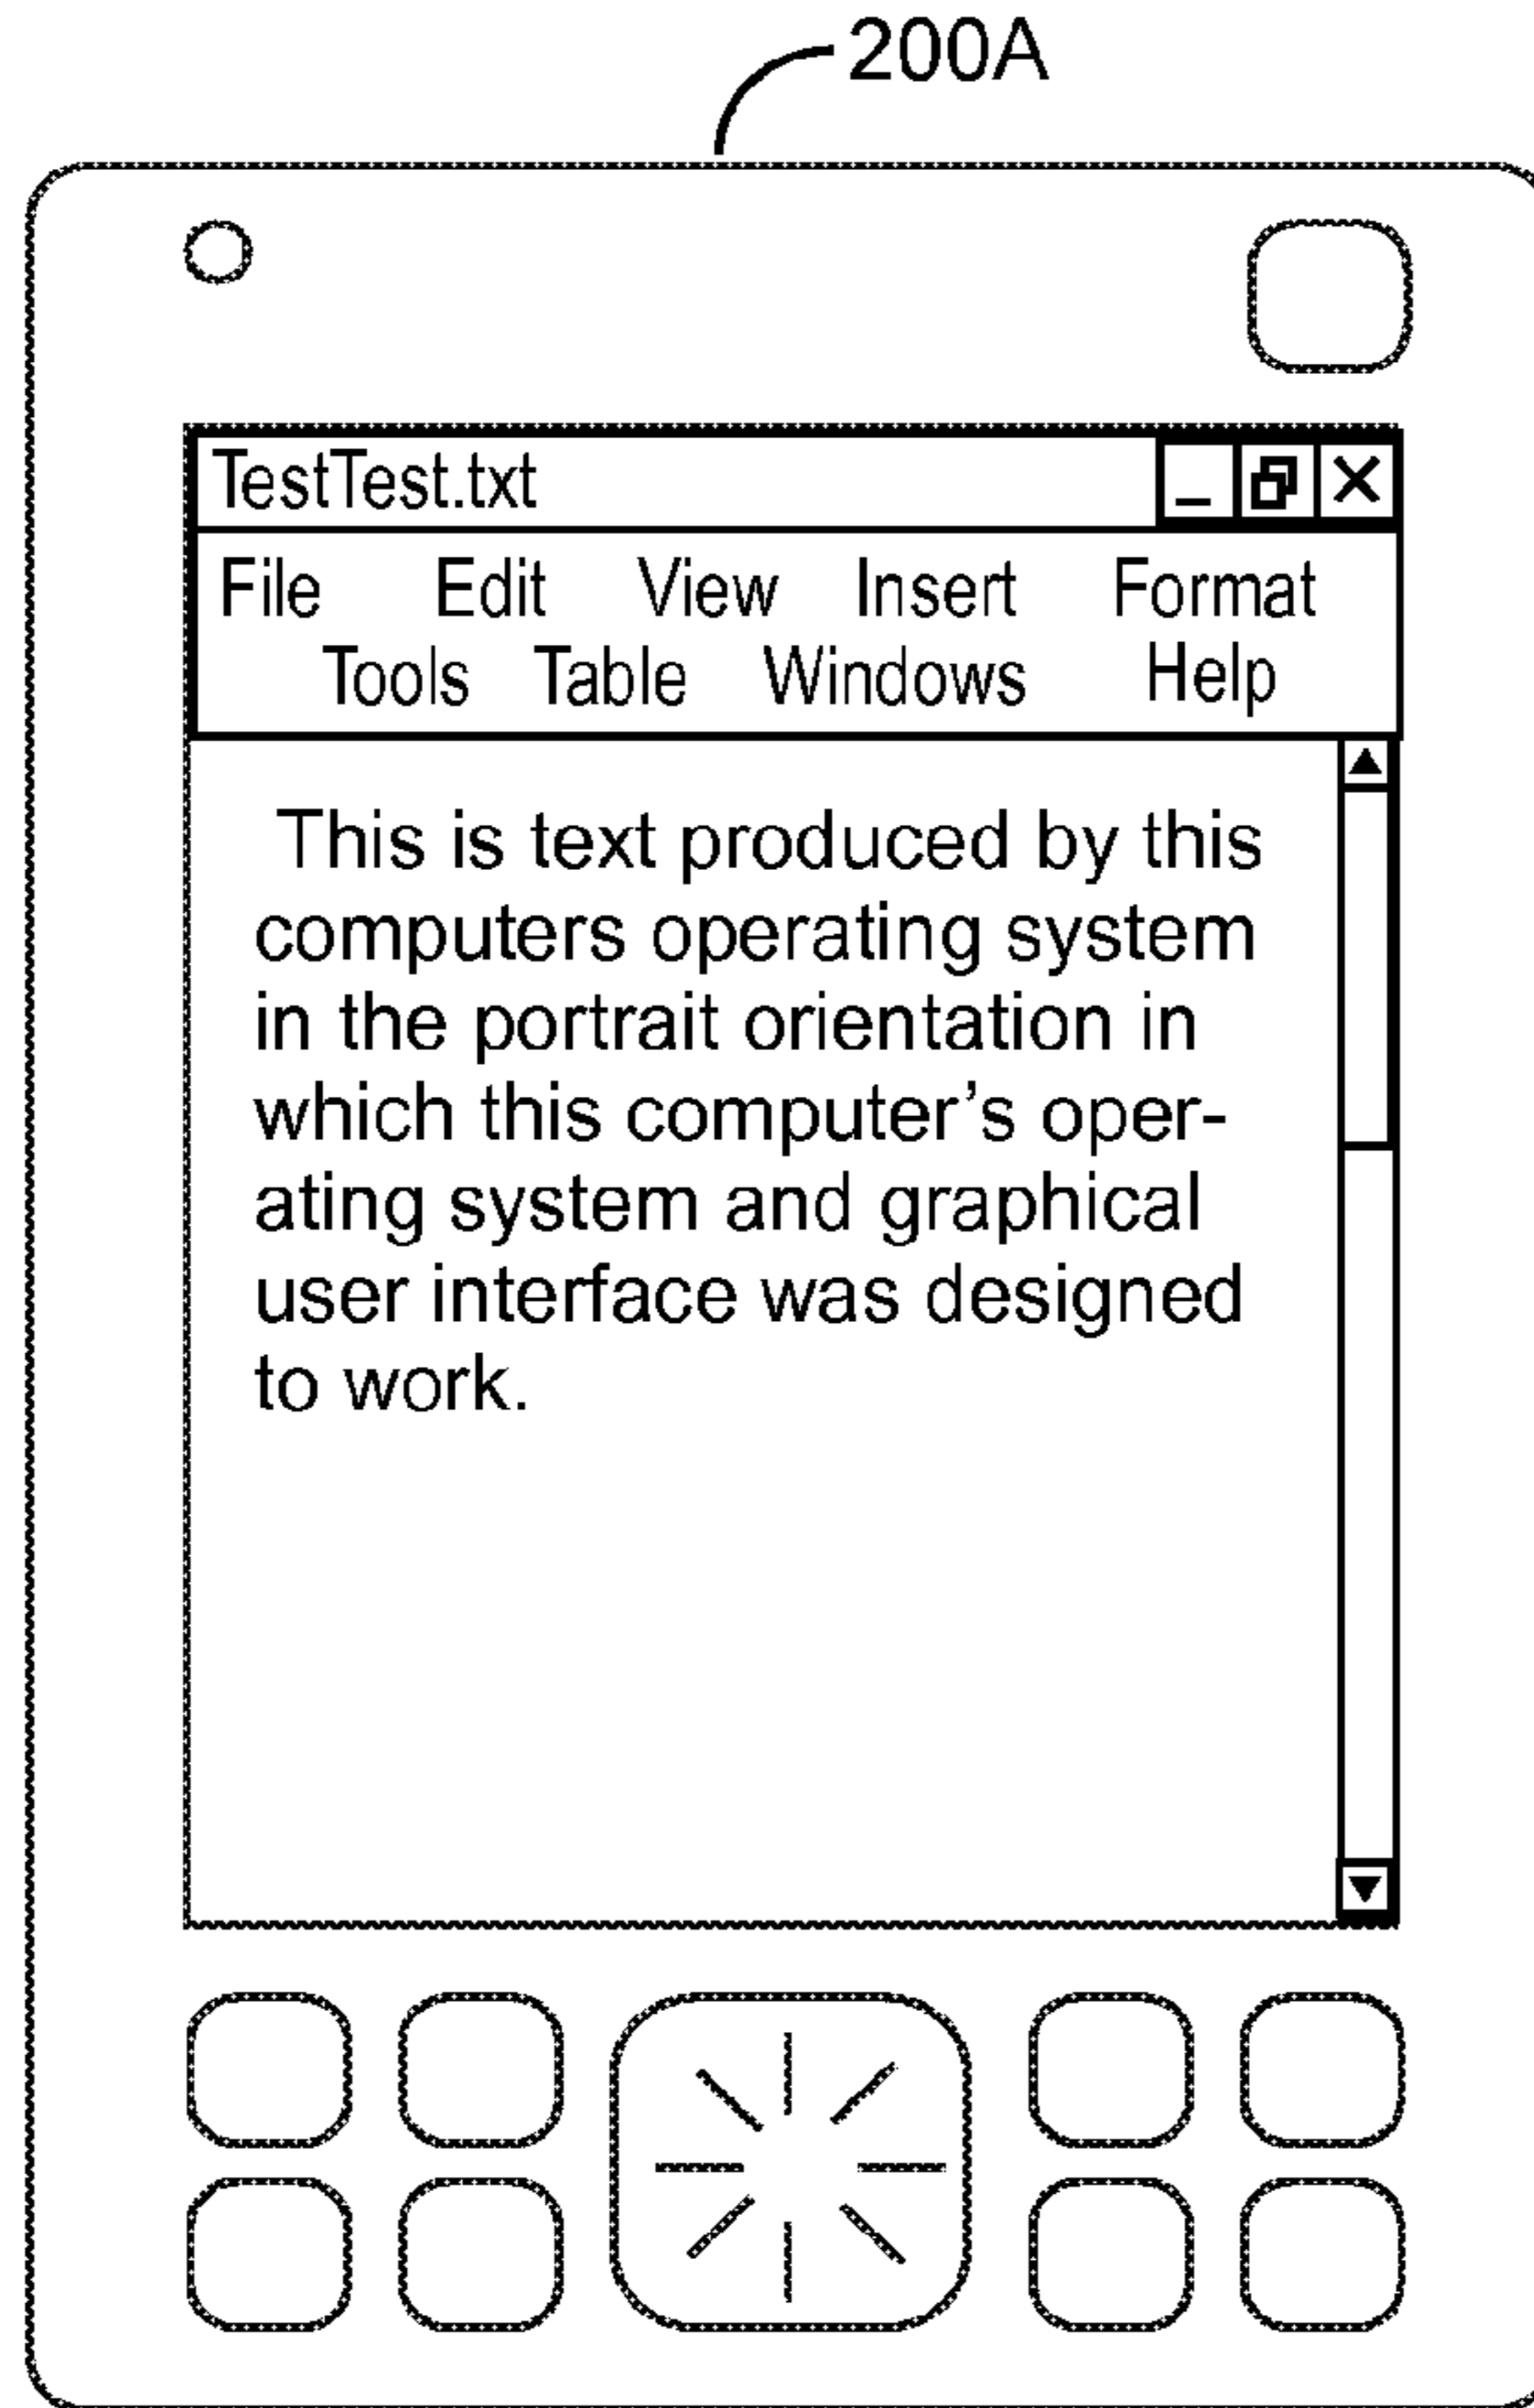 200A
TestTest.txt
File Edit View Insert Format
Tools Table Windows Help
This is text produced by this
computers operating system
in the portrait orientation in
which this computer’s oper-
ating system and graphical
user interface was designed
to work.